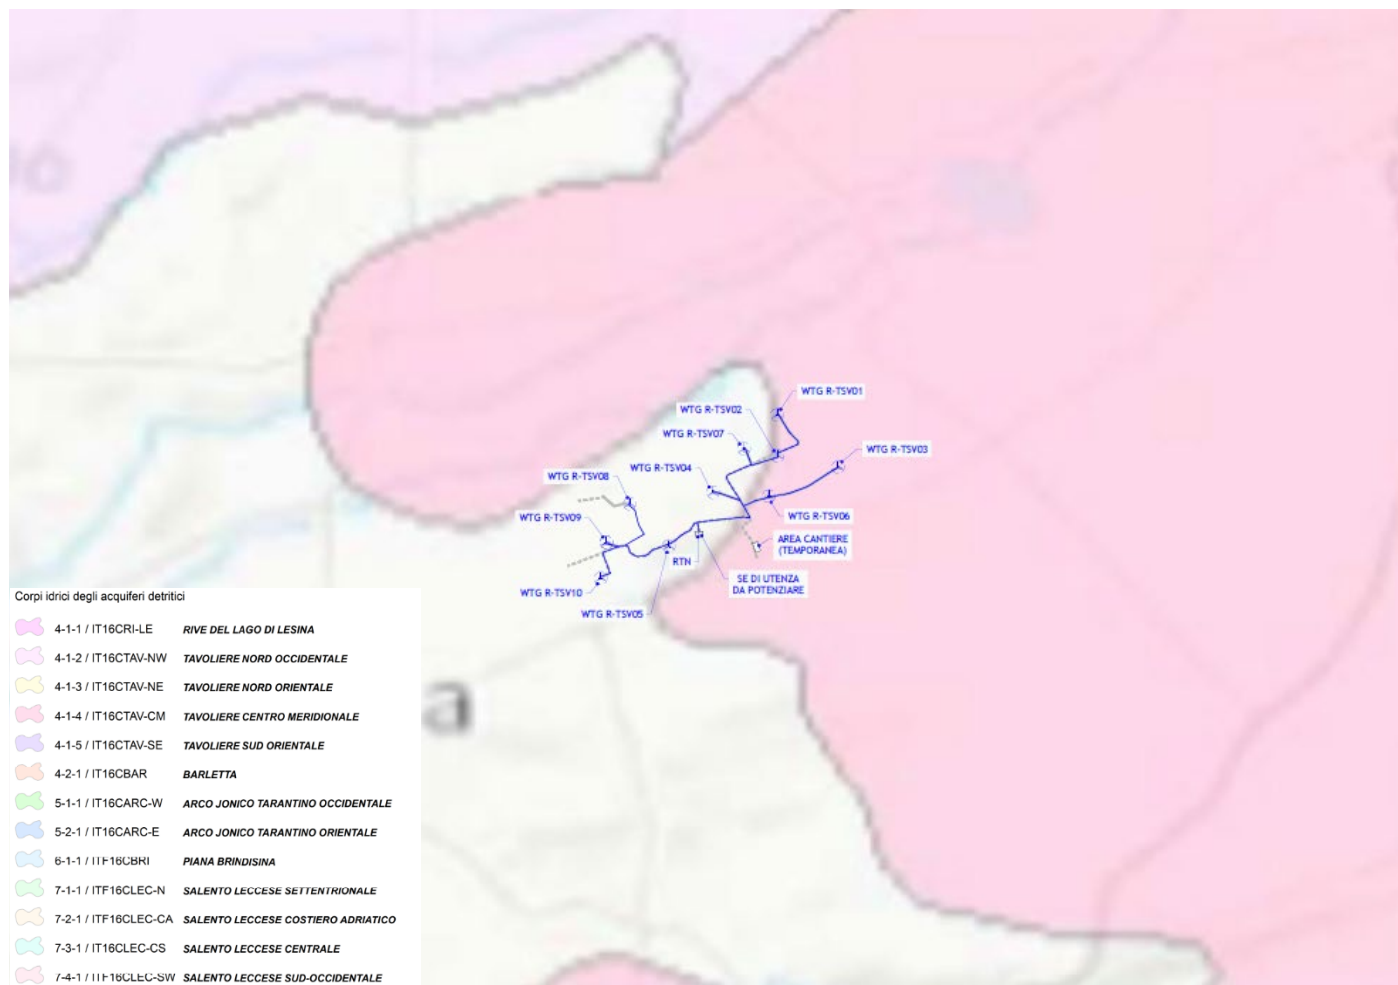 WTG R-TSV01
WTG R-TSV02
WTG R-TSV07
WTG R-TSV03
WTG R-TSV04
WTG R-TSV08
WTG R-TSV09
WTG R-TSV06
AREA CANTIERE
(TEMPORANEA)
RTN
SE DI UTENZA
DA POTENZIARE
WTG R-TSV10
WTG R-TSV05
a
Corpi idrici degli acquiferi detritici
4-1-1 / IT16CRI-LE RIVE DEL LAGO DI LESINA
4-1-2 / IT16CTAV-NW TAVOLIERE NORD OCCIDENTALE
4-1-3 / IT16CTAV-NE TAVOLIERE NORD ORIENTALE
4-1-4 / IT16CTAV-CM TAVOLIERE CENTRO MERIDIONALE
4-1-5 / IT16CTAV-SE TAVOLIERE SUD ORIENTALE
4-2-1 / IT16CBAR BARLETTA
5-1-1 / IT16CARC-W ARCO JONICO TARANTINO OCCIDENTALE
5-2-1 / IT16CARC-E ARCO JONICO TARANTINO ORIENTALE
6-1-1 / ITF16CBRI PIANA BRINDISINA
7-1-1 / ITF16CLEC-N SALENTO LECCESE SETTENTRIONALE
7-2-1 / ITF16CLEC-CA SALENTO LECCESE COSTIERO ADRIATICO
7-3-1 / IT16CLEC-CS SALENTO LECCESE CENTRALE
7-4-1 / ITF16CLEC-SW SALENTO LECCESE SUD-OCCIDENTALE